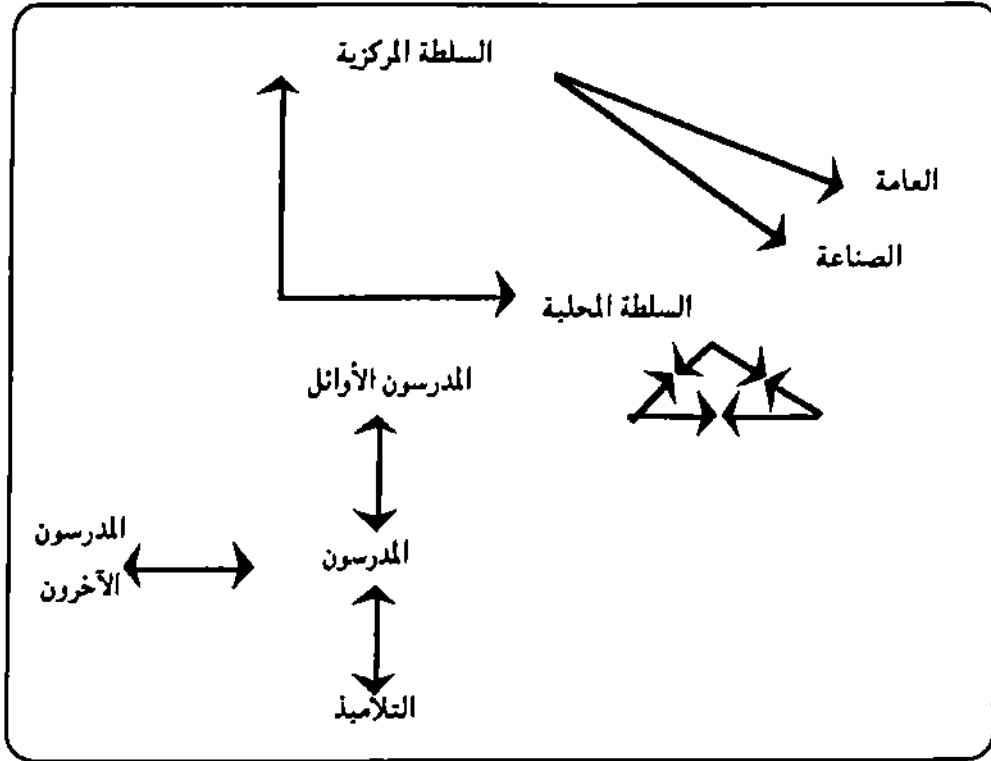 السلطة المركزية
العامة
الصناعة
السلطة المحلية
المدرسون الأوائل
المدرسون
الآخرون
المدرسون
التلاميذ